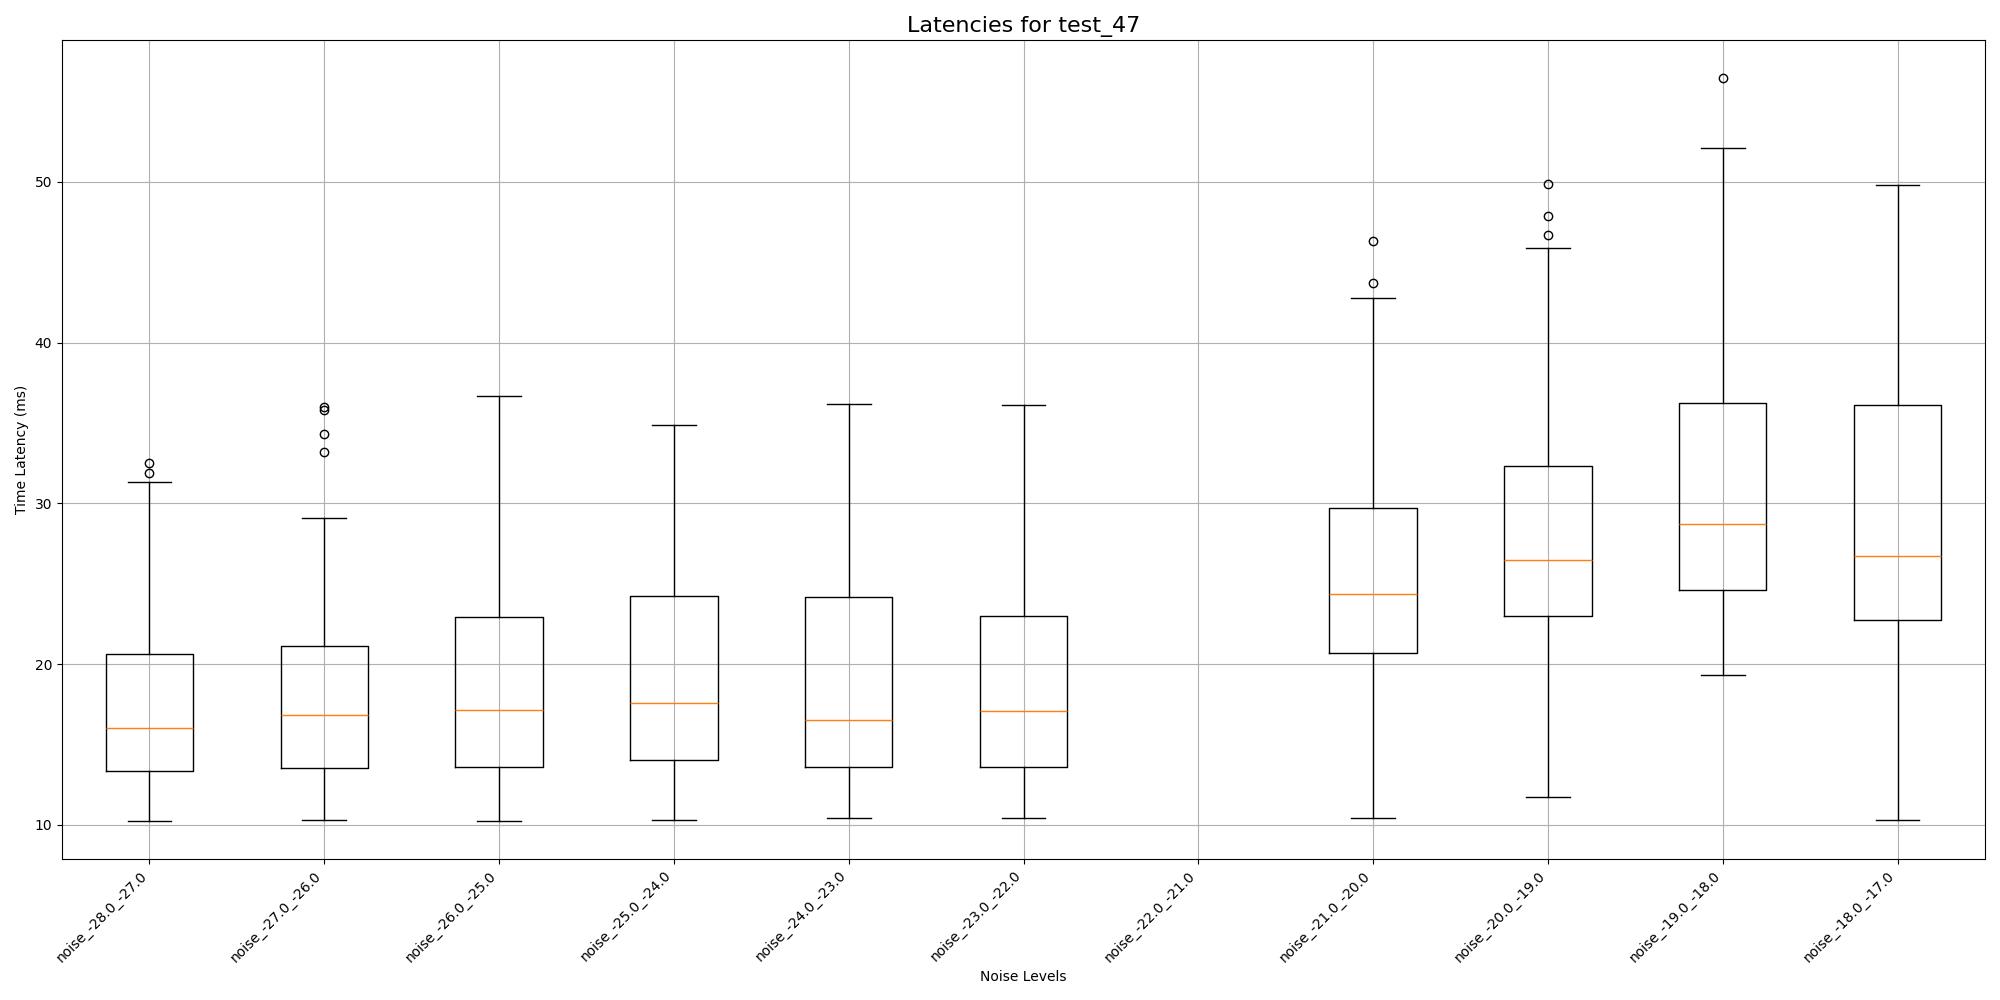 Latencies for test_47
Time Latency (ms)
50
40
30
20
10
noise_-28.0_-27.0
noise_-27.0_-26.0
noise_-26.0_-25.0
noise_-25.0_-24.0
noise_-24.0_-23.0
noise_-23.0_-22.0
noise_-22.0_-21.0
noise_-21.0_-20.0
noise_-20.0_-19.0
noise_-19.0_-18.0
noise_-18.0_-17.0
Noise Levels